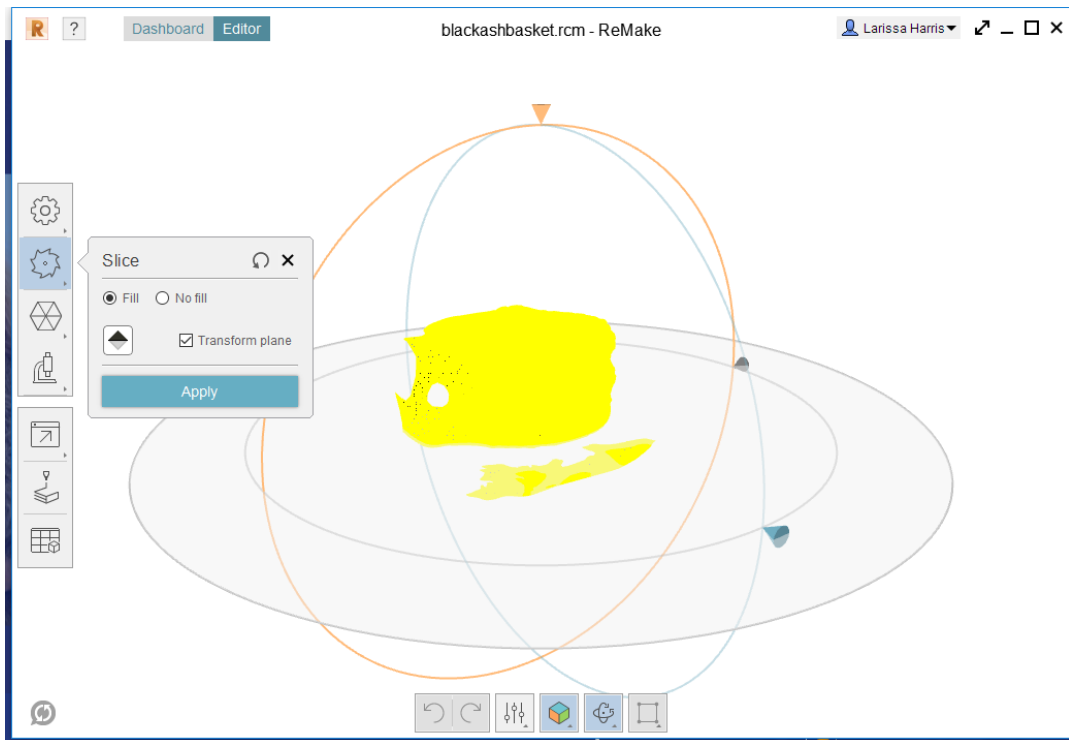 R ? Dashboard Editor blackashbasket.rcm - ReMake Larissa Harris
Slice
Fill No fill
Transform plane
Apply